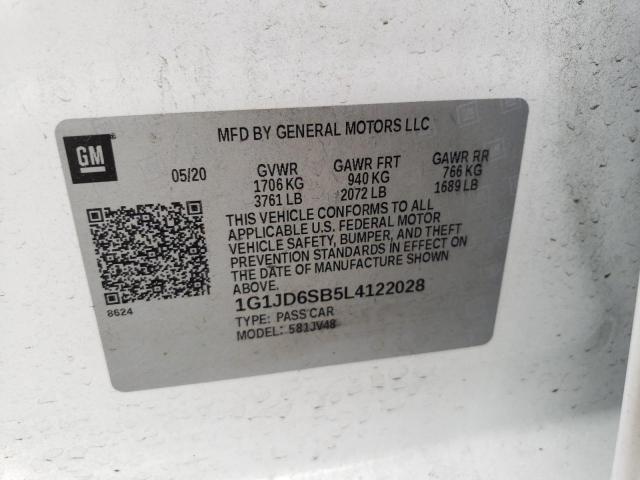 GM
MFD BY GENERAL MOTORS LLC
05/20 GVWR GAWR FRT GAWR RR
1706 KG 940 KG 766 KG
3761 LB 2072 LB 1689 LB
THIS VEHICLE CONFORMS TO ALL
APPLICABLE U.S. FEDERAL MOTOR
VEHICLE SAFETY, BUMPER, AND THEFT
PREVENTION STANDARDS IN EFFECT ON
THE DATE OF MANUFACTURE SHOWN
ABOVE.
8624
1G1JD6SB5L4122028
TYPE: PASS CAR
MODEL: 581JV48